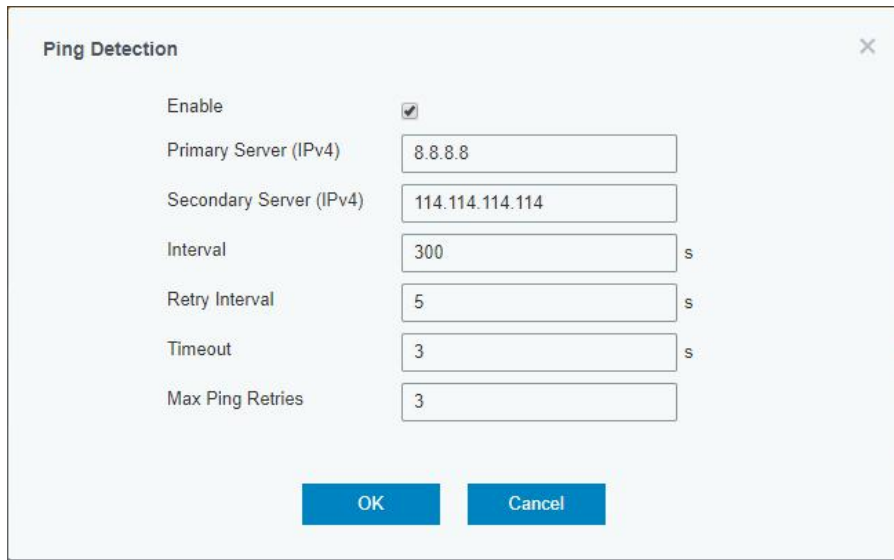 Ping Detection
Enable
Primary Server (IPv4) 8.8.8.8
Secondary Server (IPv4) 114.114.114.114
Interval 300 s
Retry Interval 5 s
Timeout 3 s
Max Ping Retries 3
OK Cancel